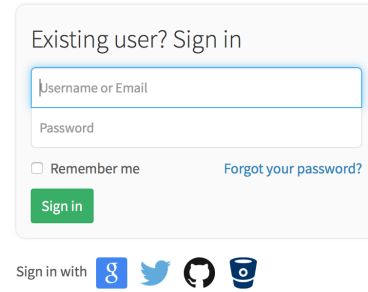 Existing user? Sign in
Username or Email
Password
Remember me Forgot your password?
Sign in
Sign in with